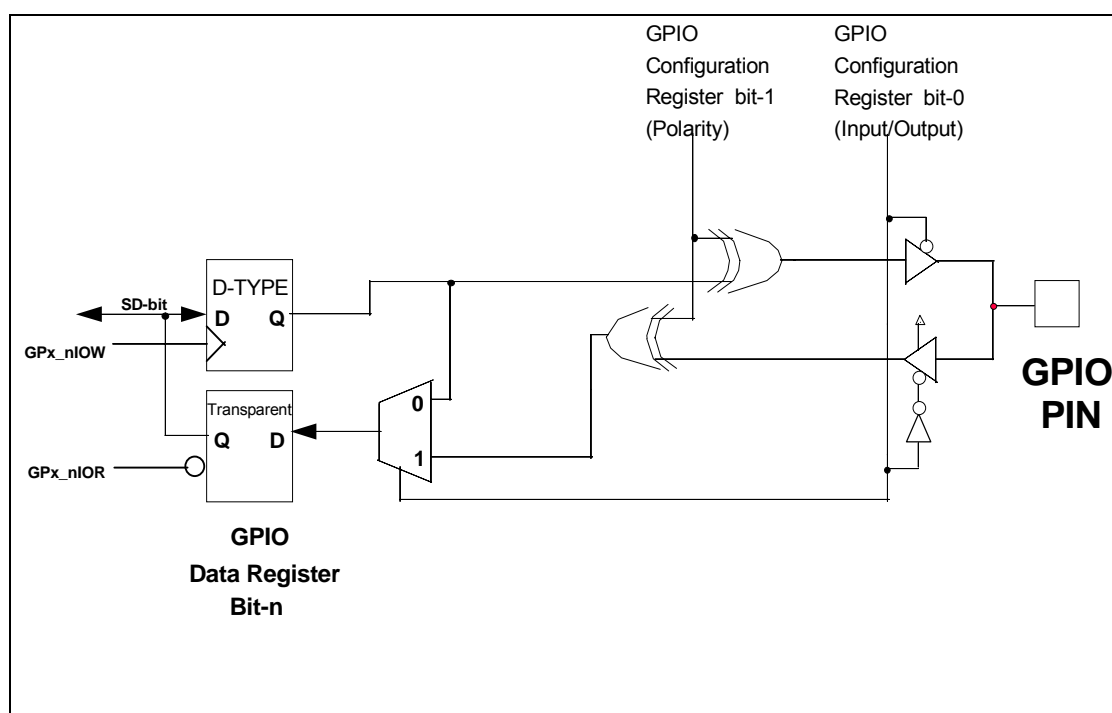 GPIO
Configuration
Register bit-1
(Polarity)
GPIO
Configuration
Register bit-0
(Input/Output)
D-TYPE
SD-bit
D
Q
GPx_nIOW
0
Transparent
Q
D
1
GPx_nIOR
GPIO
PIN
GPIO
Data Register
Bit-n